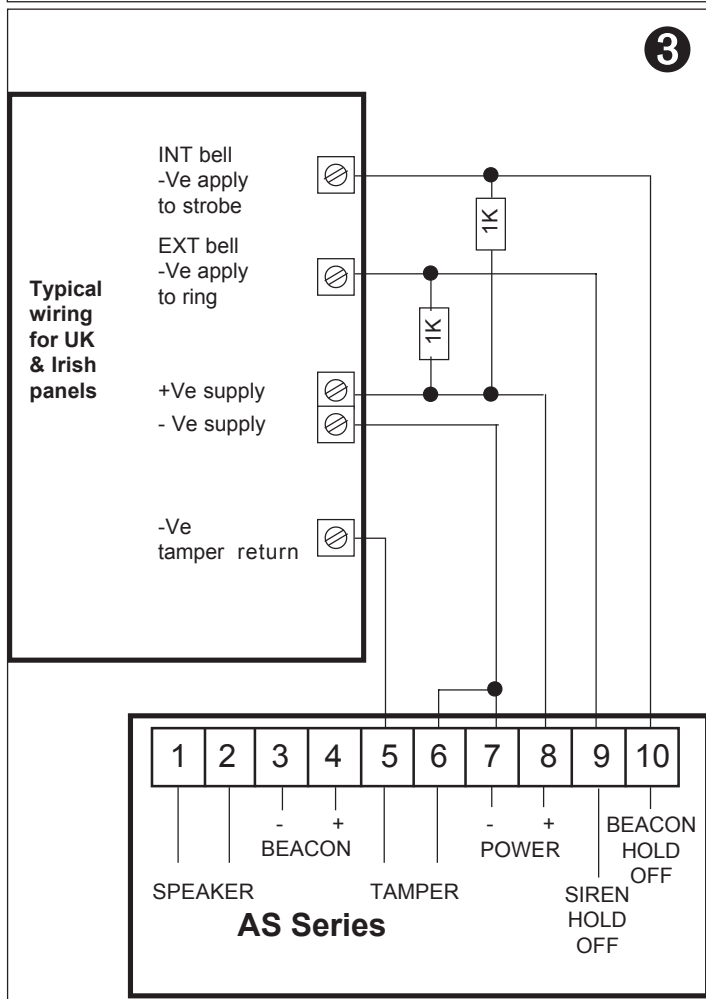 3
INT bell
-Ve apply
to strobe
1K
EXT bell
-Ve apply
to ring
1K
Typical
wiring
for UK
& Irish
panels
+Ve supply
- Ve supply
-Ve
tamper return
1 2 3 4 5 6 7 8 9 10
- + - +
BEACON
POWER
BEACON
HOLD
OFF
SPEAKER
TAMPER
SIREN
HOLD
OFF
AS Series